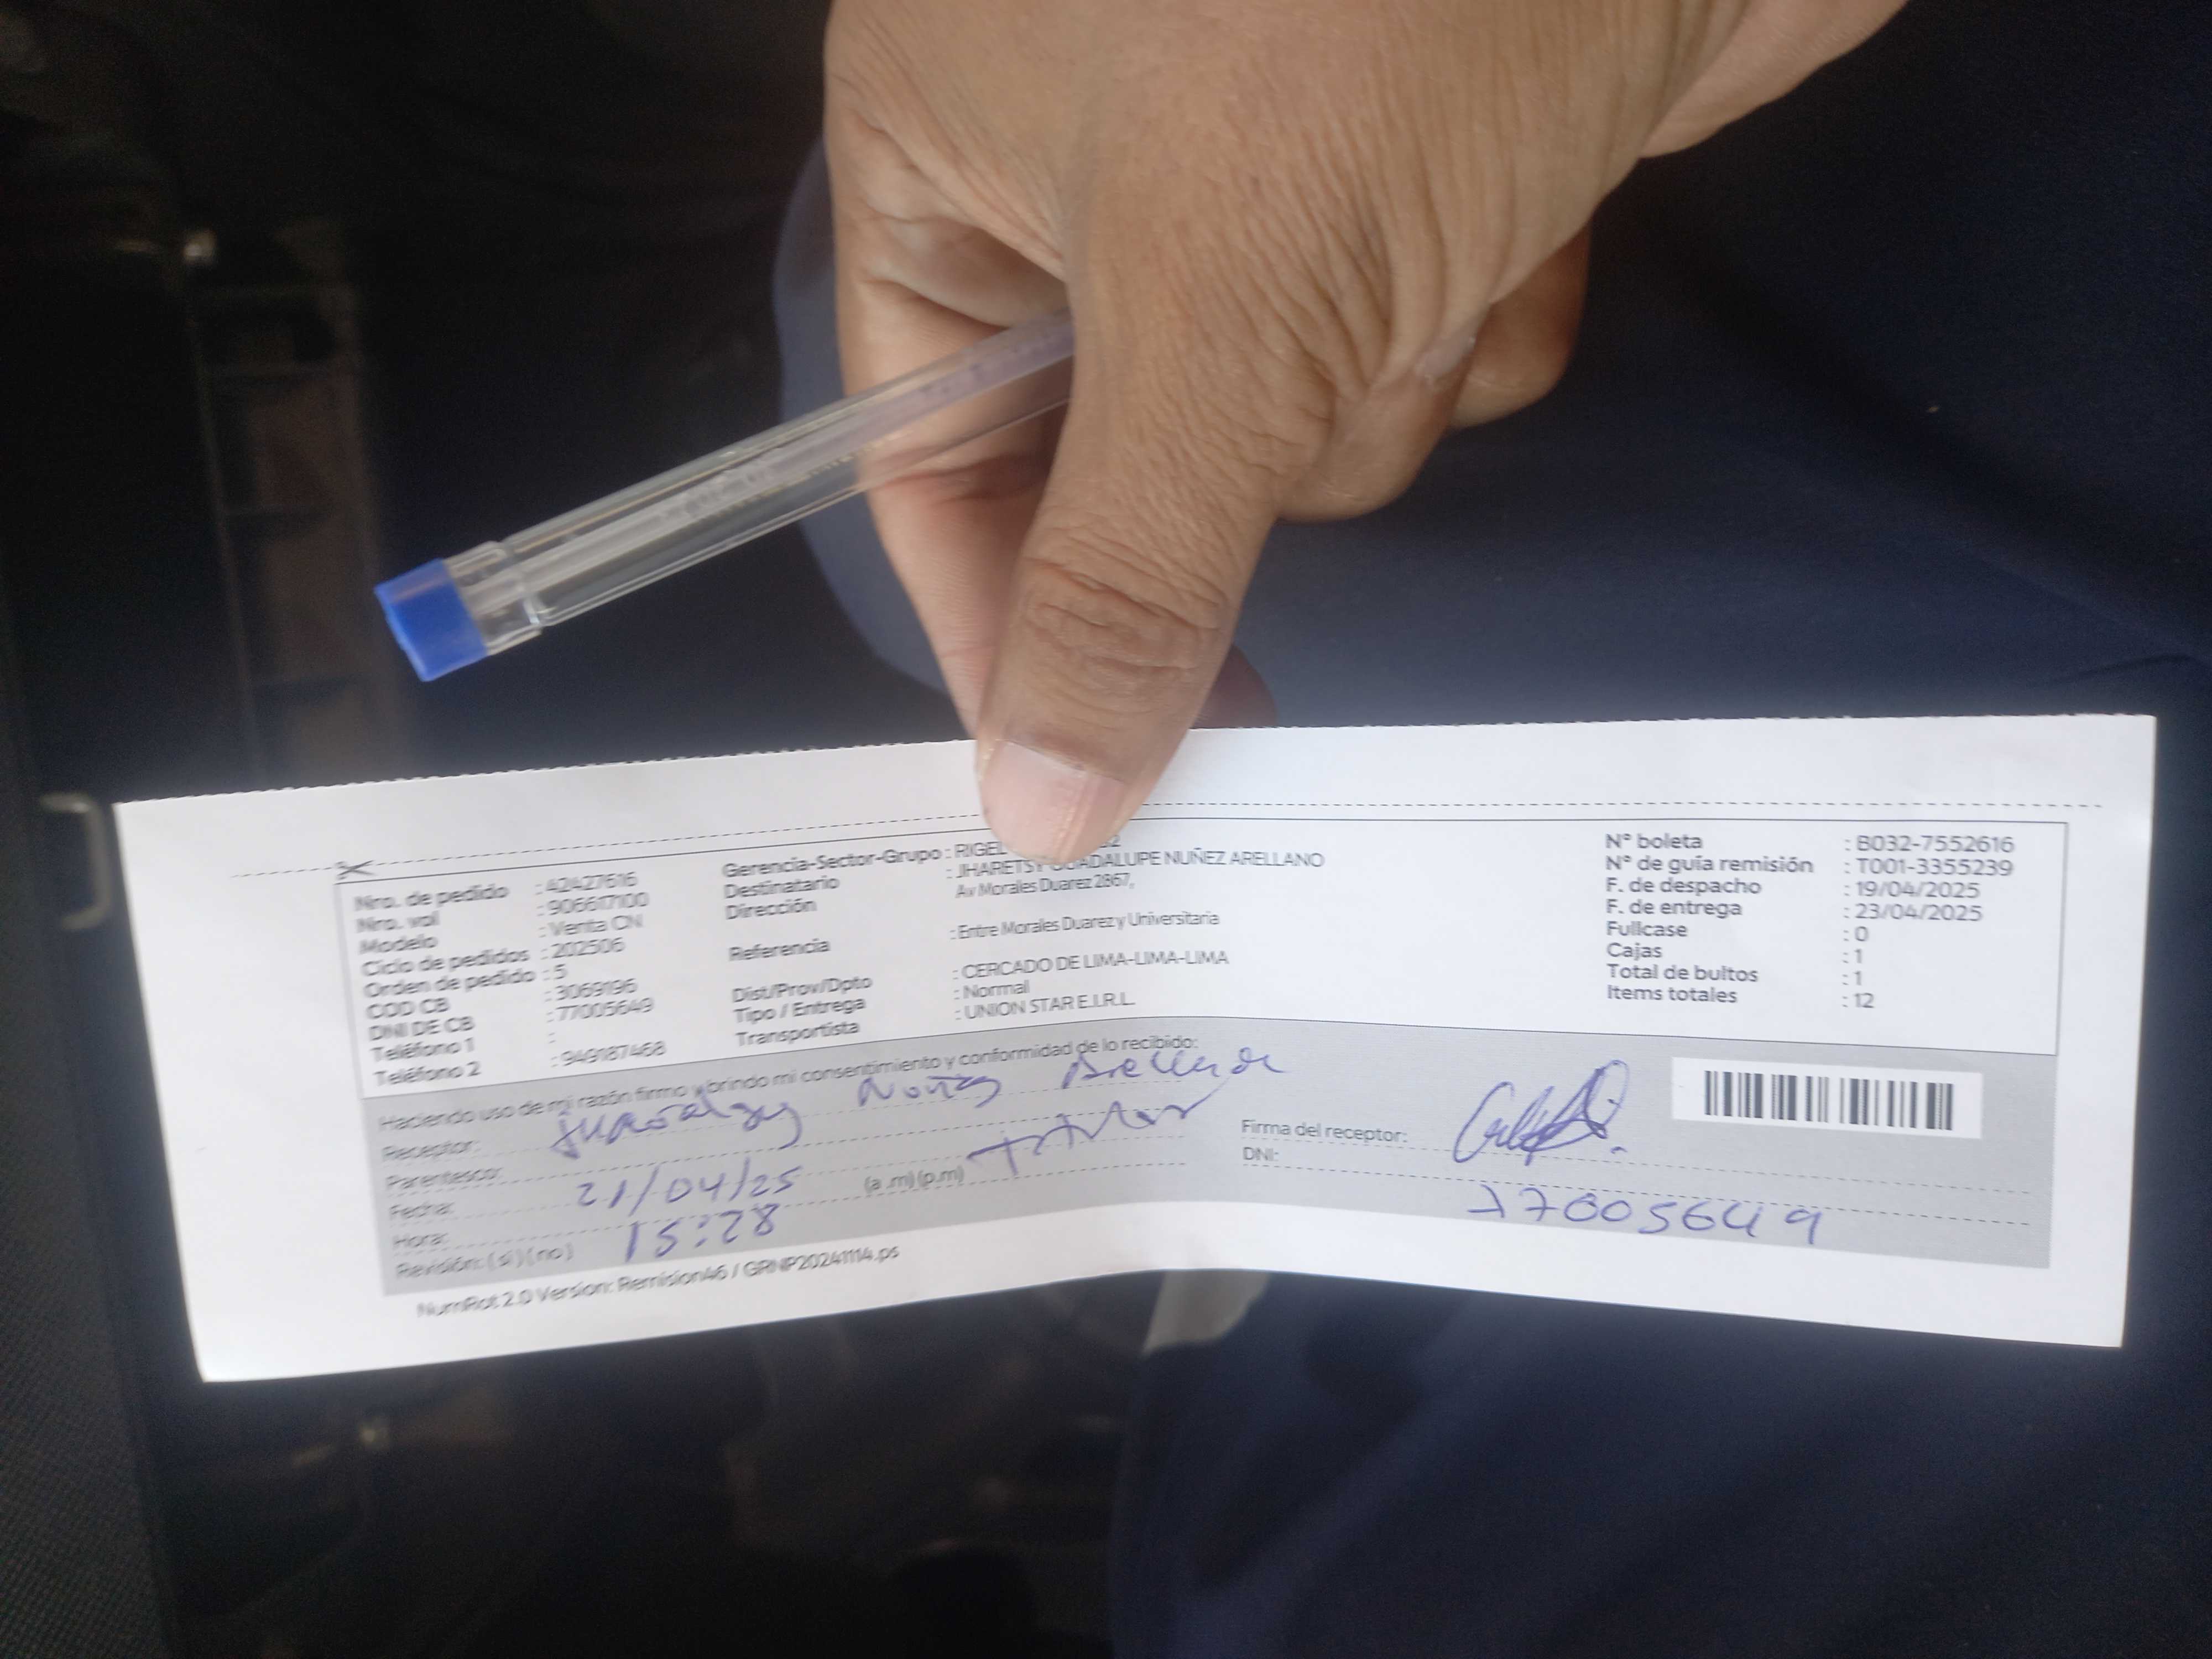 Nro. de pedido : 42427616
Nro. vol : 906617100
Modelo : Venta CN
Ciclo de pedidos : 202506
Orden de pedido : 5
COD CB : 3069196
DNI DE CB : 77005649
Teléfono 1 :
Teléfono 2 : 949187468
Gerencia-Sector-Grupo : RIGEL
Destinatario : JHARETSY GUADALUPE NUÑEZ ARELLANO
Dirección Av Morales Duarez 2867,
Referencia : Entre Morales Duarez y Universitaria
Dist/Prov/Dpto : CERCADO DE LIMA-LIMA-LIMA
Tipo / Entrega : Normal
Transportista : UNION STAR E.I.R.L.
N° boleta : B032-7552616
N° de guía remisión : T001-3355239
F. de despacho : 19/04/2025
F. de entrega : 23/04/2025
Fullcase : 0
Cajas : 1
Total de bultos : 1
Items totales : 12
Haciendo uso de mi razón firmo y brindo mi consentimiento y conformidad de lo recibido:
Receptor: Nuñez Arellano
Parentesco: Titular
Fecha: 21/04/25
Hora: 15:28 (a .m) (p.m)
Revisión: ( si ) ( no )
Firma del receptor:
DNI: 77005649
NumRot 2.0 Version: Remision46 / GRNP20241114.ps